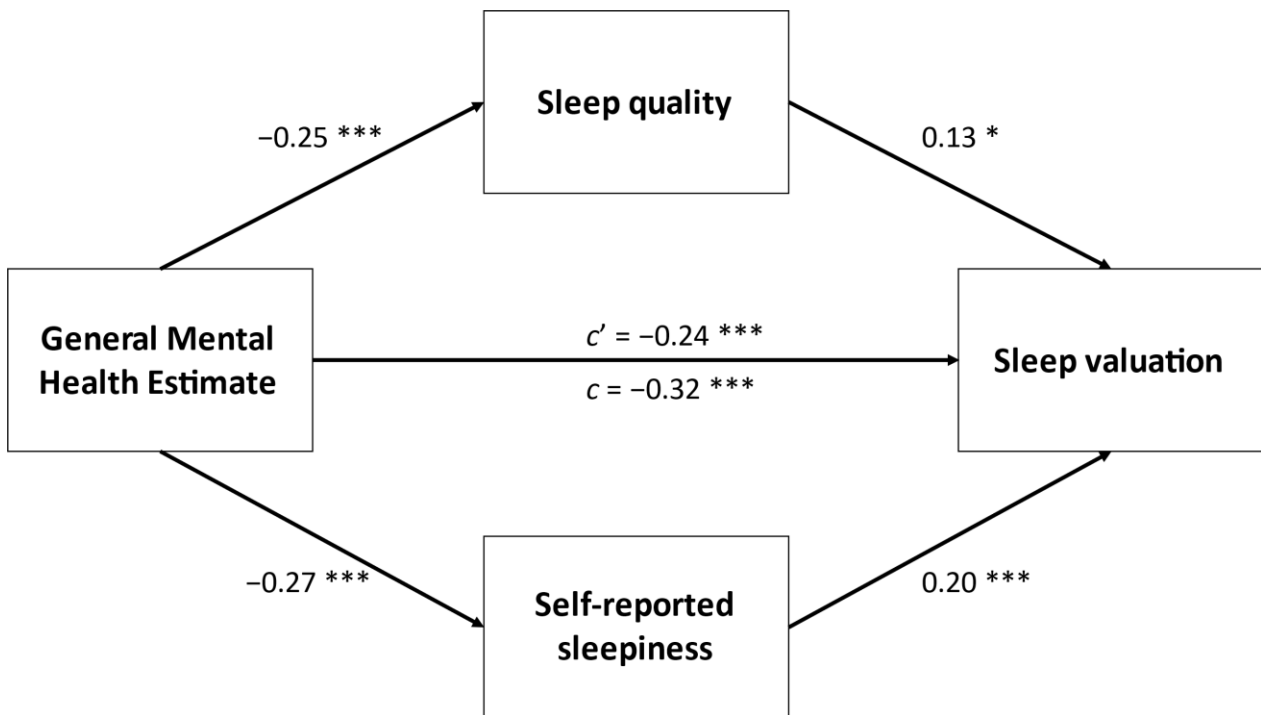 Sleep quality
−0.25 ***
0.13 *
General Mental
Health Estimate
c’ = −0.24 ***
c = −0.32 ***
Sleep valuation
−0.27 ***
0.20 ***
Self-reported
sleepiness